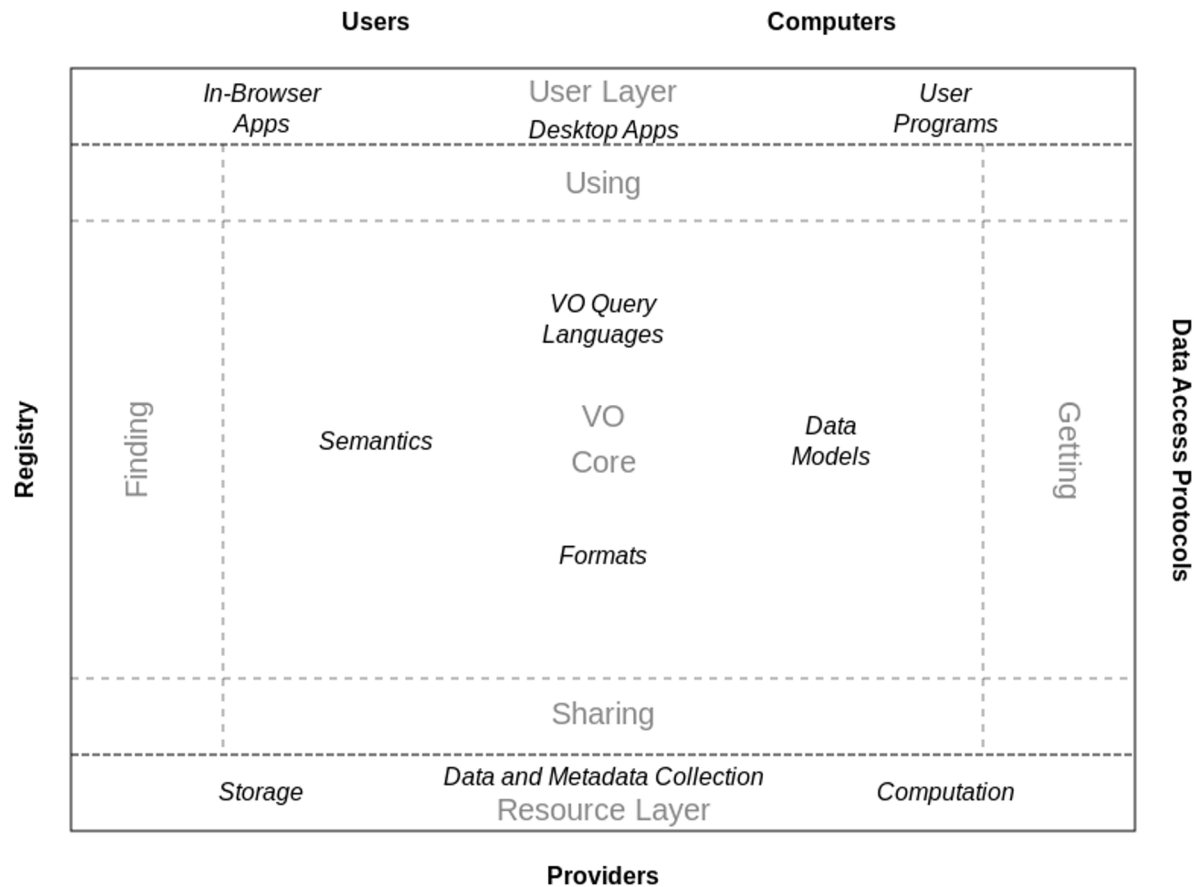 Users
Computers
In-Browser
Apps
User Layer
Desktop Apps
User
Programs
Using
VO Query
Languages
Registry
Finding
Semantics
VO
Core
Data
Models
Getting
Data Access Protocols
Formats
Sharing
Storage
Data and Metadata Collection
Resource Layer
Computation
Providers